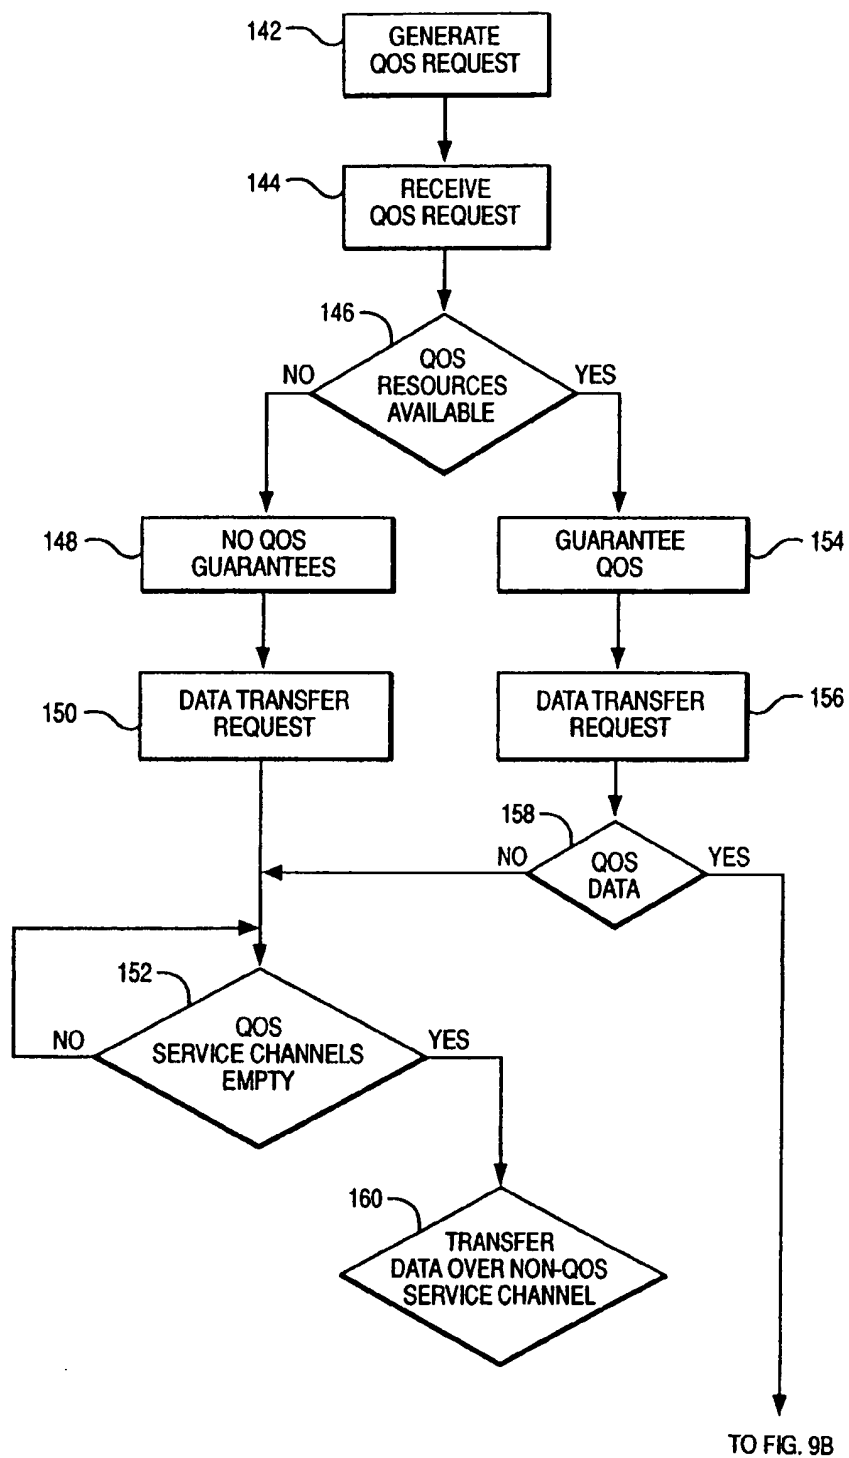 142
GENERATE
QOS REQUEST
144
RECEIVE
QOS REQUEST
146
QOS
RESOURCES
AVAILABLE
NO
YES
148
NO QOS
GUARANTEES
GUARANTEE
QOS
154
150
DATA TRANSFER
REQUEST
DATA TRANSFER
REQUEST
156
158
QOS
DATA
NO
YES
152
QOS
SERVICE CHANNELS
EMPTY
NO
YES
160
TRANSFER
DATA OVER NON-QOS
SERVICE CHANNEL
TO FIG. 9B